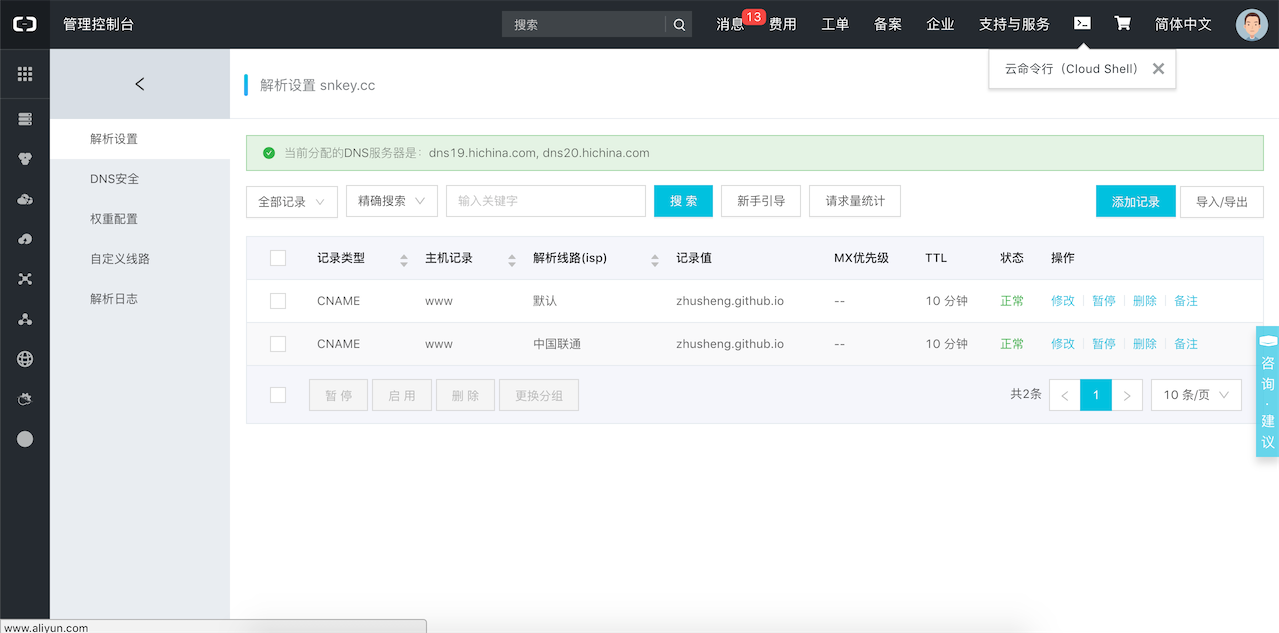 管理控制台
搜索
消息 13 费用 工单 备案 企业 支持与服务 简体中文
云命令行（Cloud Shell）
解析设置 snkey.cc
解析设置
DNS安全
权重配置
自定义线路
解析日志
当前分配的DNS服务器是： dns19.hichina.com, dns20.hichina.com
全部记录 精确搜索 输入关键字 搜 索 新手引导 请求量统计 添加记录 导入/导出
记录类型 主机记录 解析线路(isp) 记录值 MX优先级 TTL 状态 操作
CNAME www 默认 zhusheng.github.io -- 10 分钟 正常 修改 暂停 删除 备注
CNAME www 中国联通 zhusheng.github.io -- 10 分钟 正常 修改 暂停 删除 备注
暂 停 启 用 删 除 更换分组 共2条 < 1 > 10 条/页
咨询·建议
www.aliyun.com